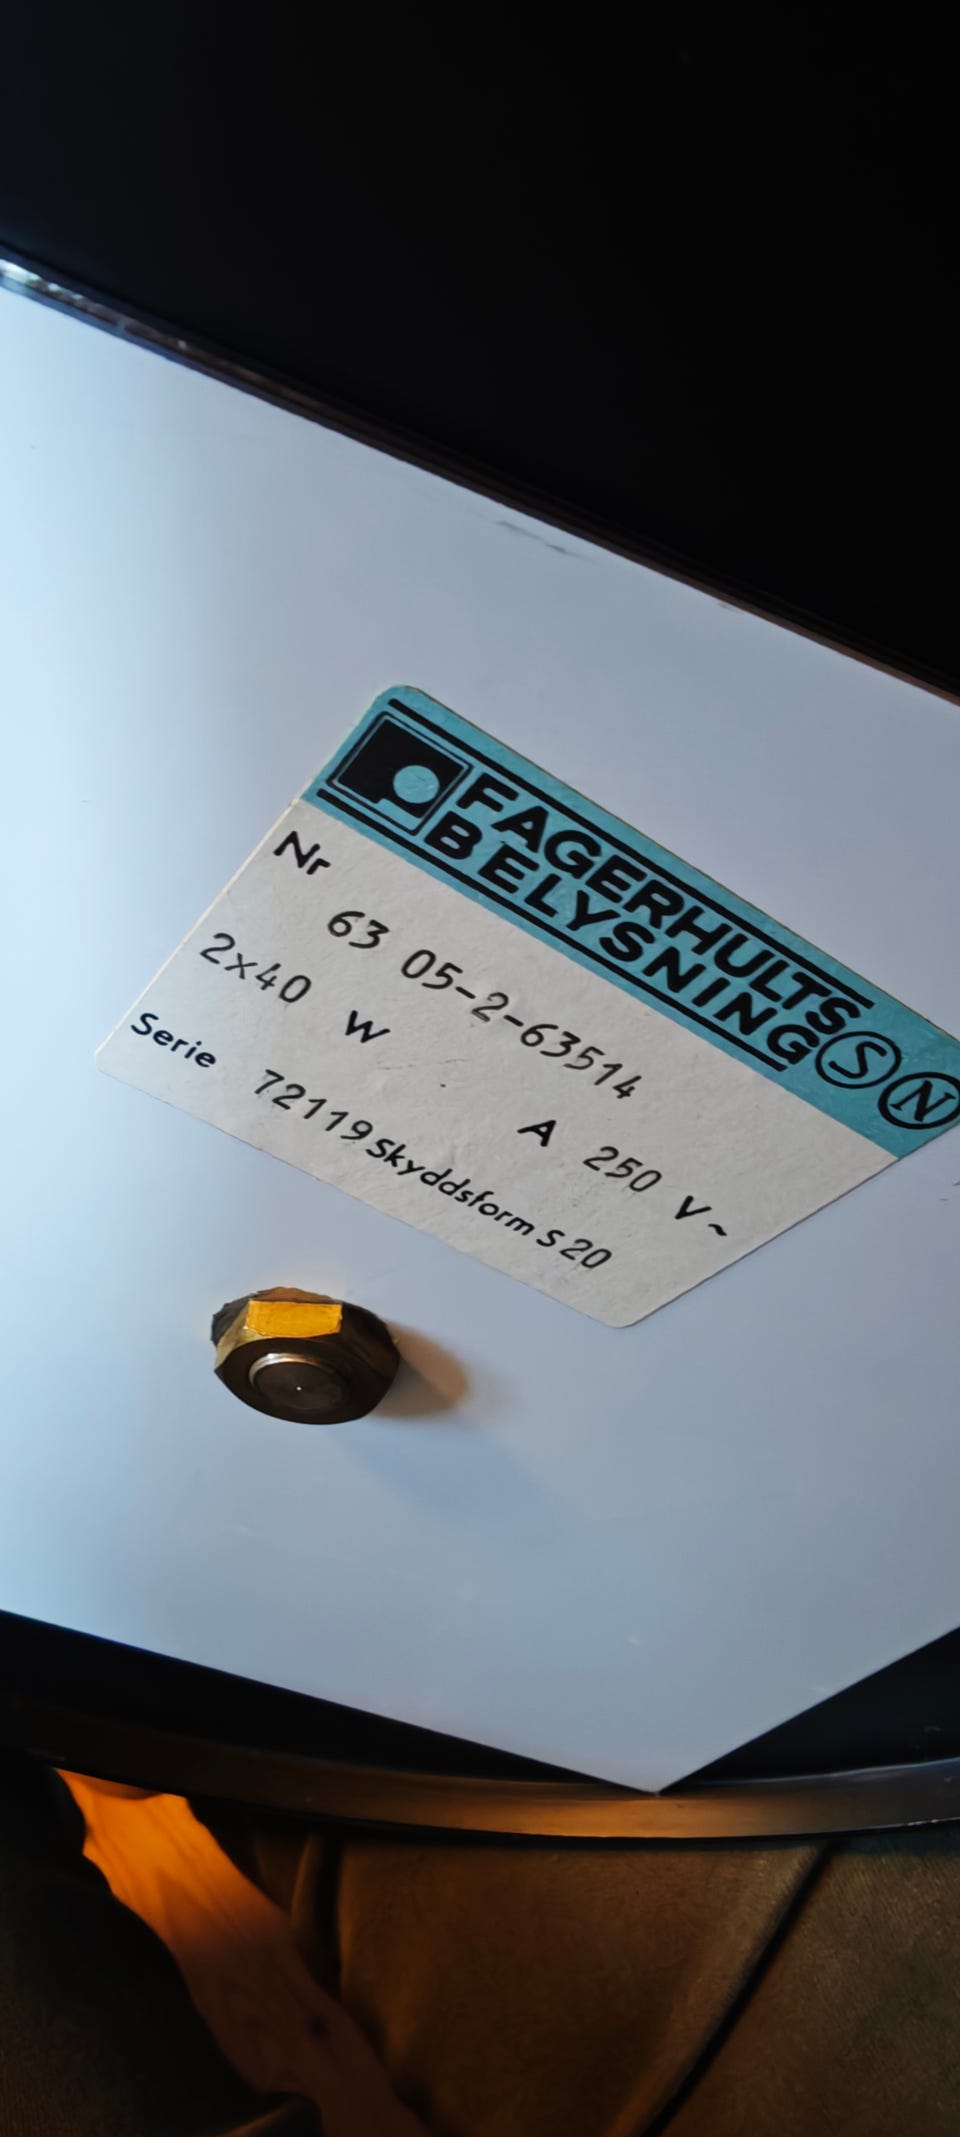 FAGERHULTS
BELYSNING S N
Nr 63 05-2-63514
2x40 W A 250 V~
Serie 72119 Skyddsform S 20